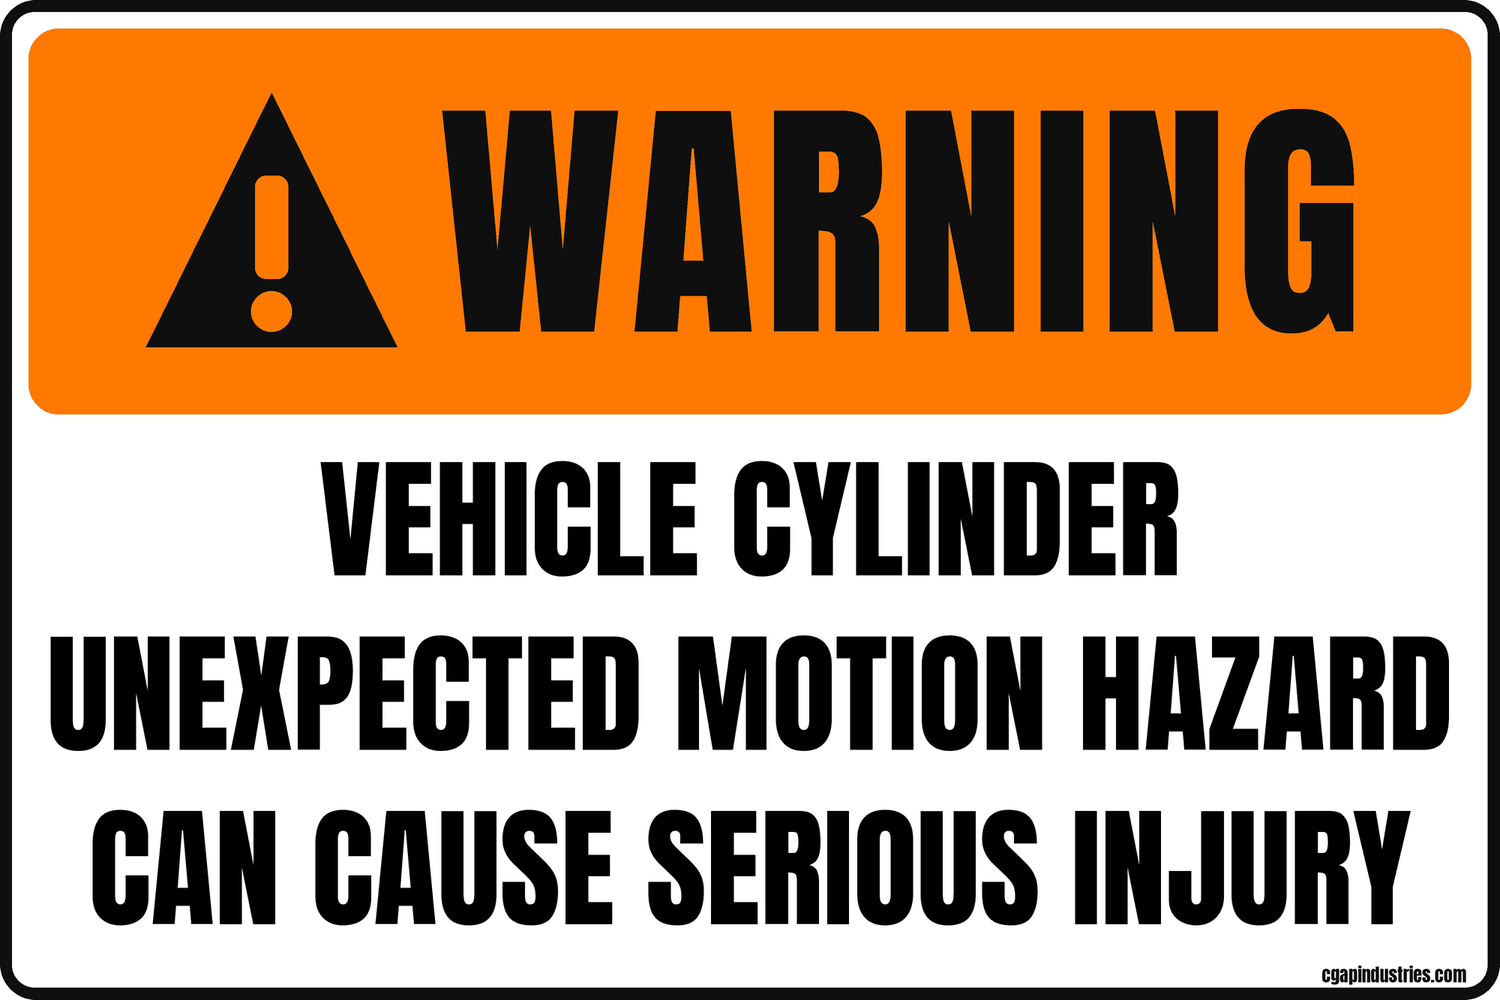 WARNING
VEHICLE CYLINDER
UNEXPECTED MOTION HAZARD
CAN CAUSE SERIOUS INJURY
cgapindustries.com